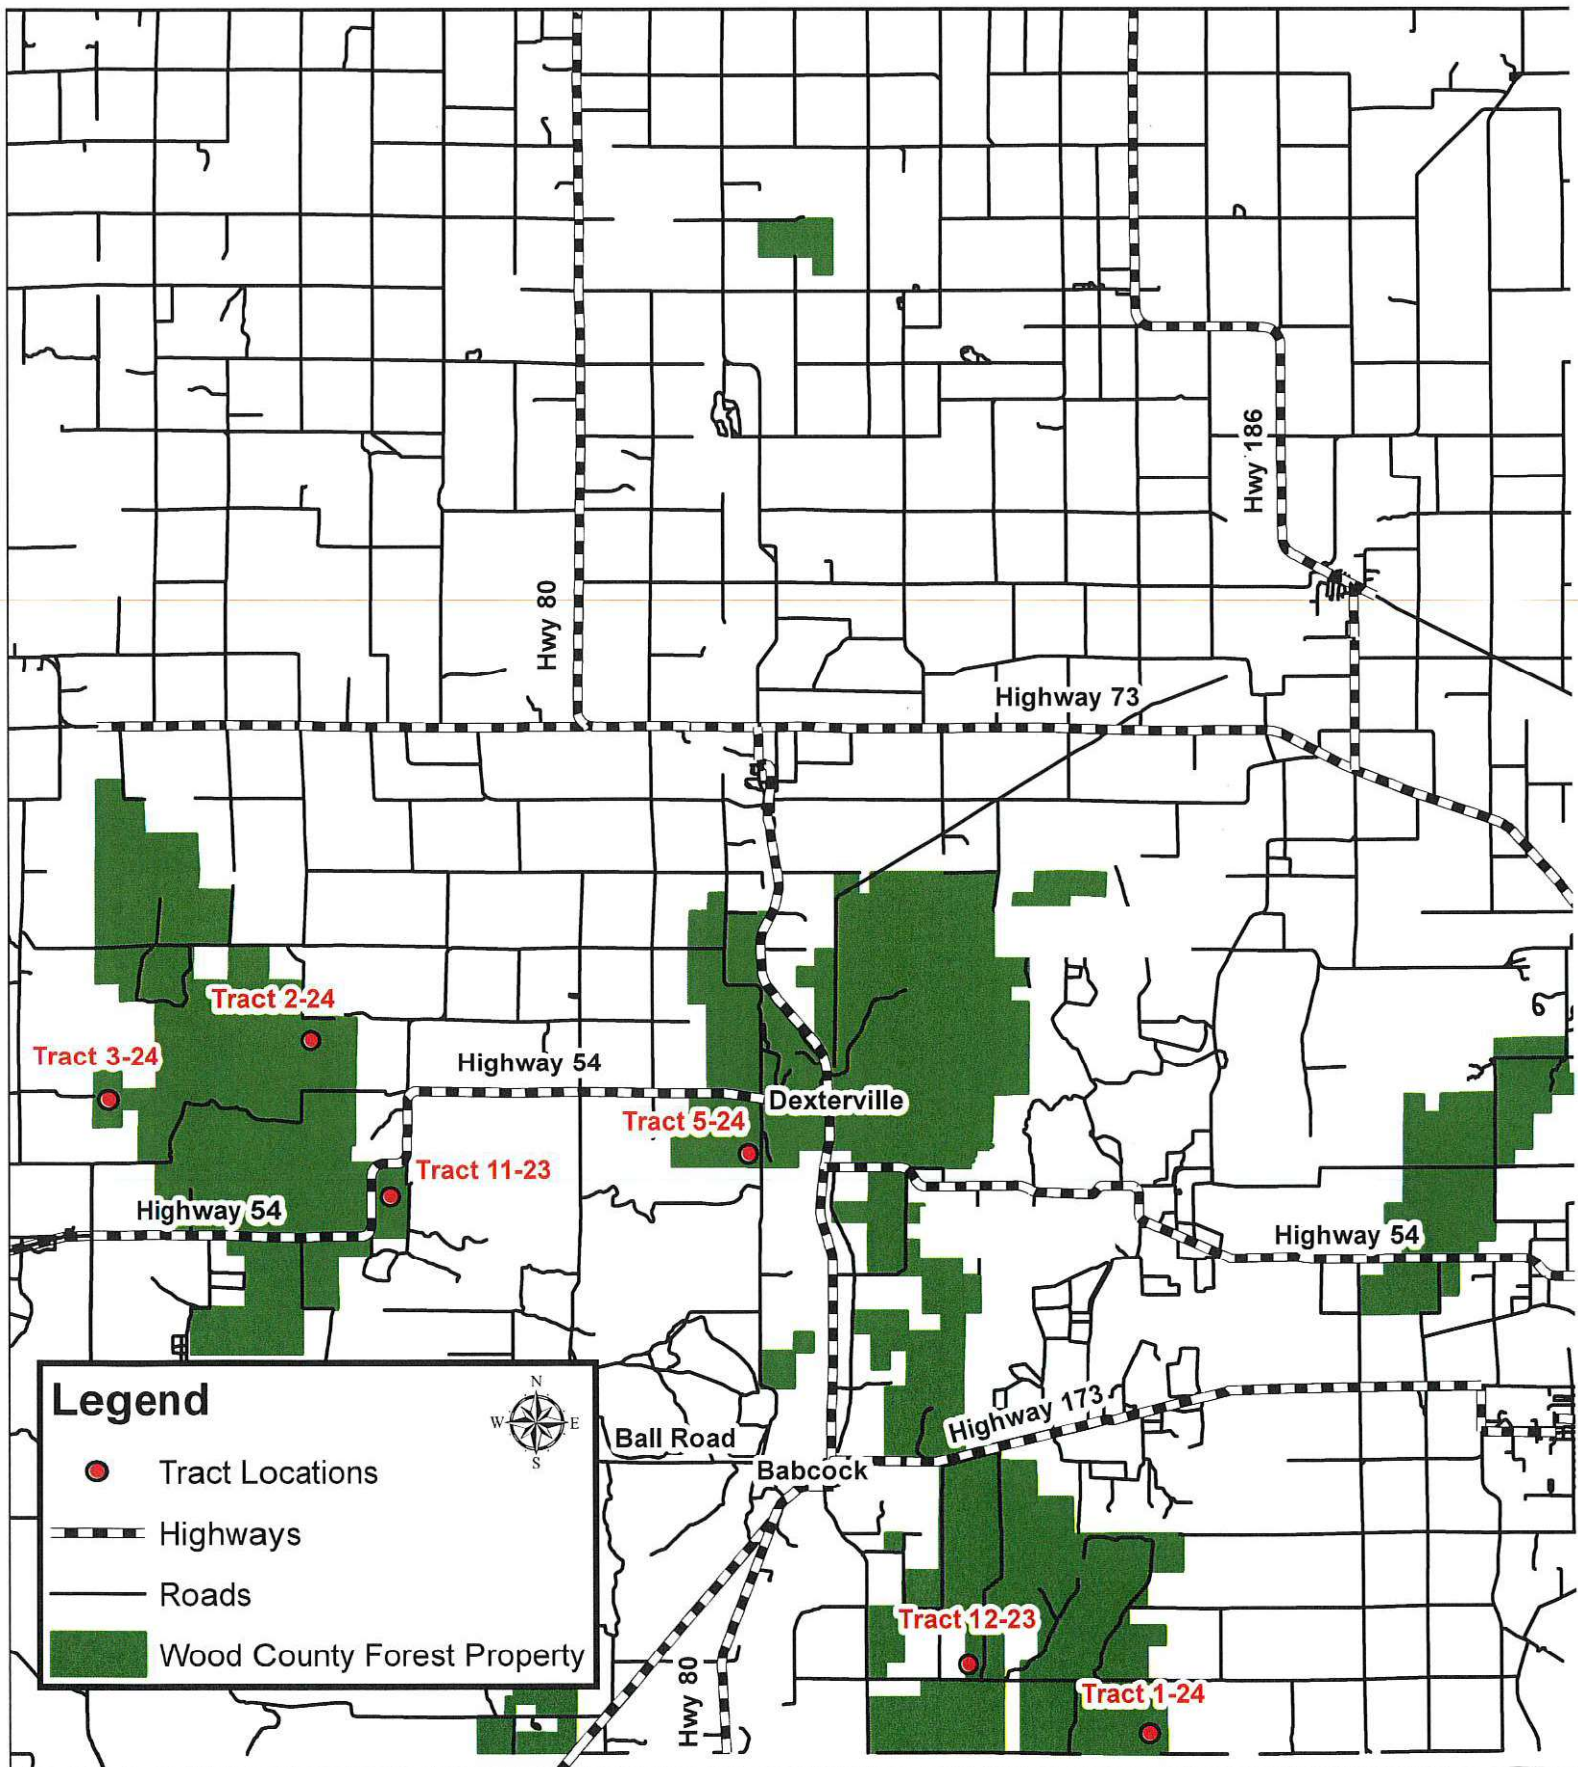 Hwy 186
Hwy 80
Highway 73
Tract 2-24
Tract 3-24
Highway 54
Dexterville
Tract 5-24
Tract 11-23
Highway 54
Highway 54
Legend
N
W E
S
Tract Locations
Highways
Roads
Wood County Forest Property
Highway 173
Ball Road
Babcock
Tract 12-23
Hwy 80
Tract 1-24